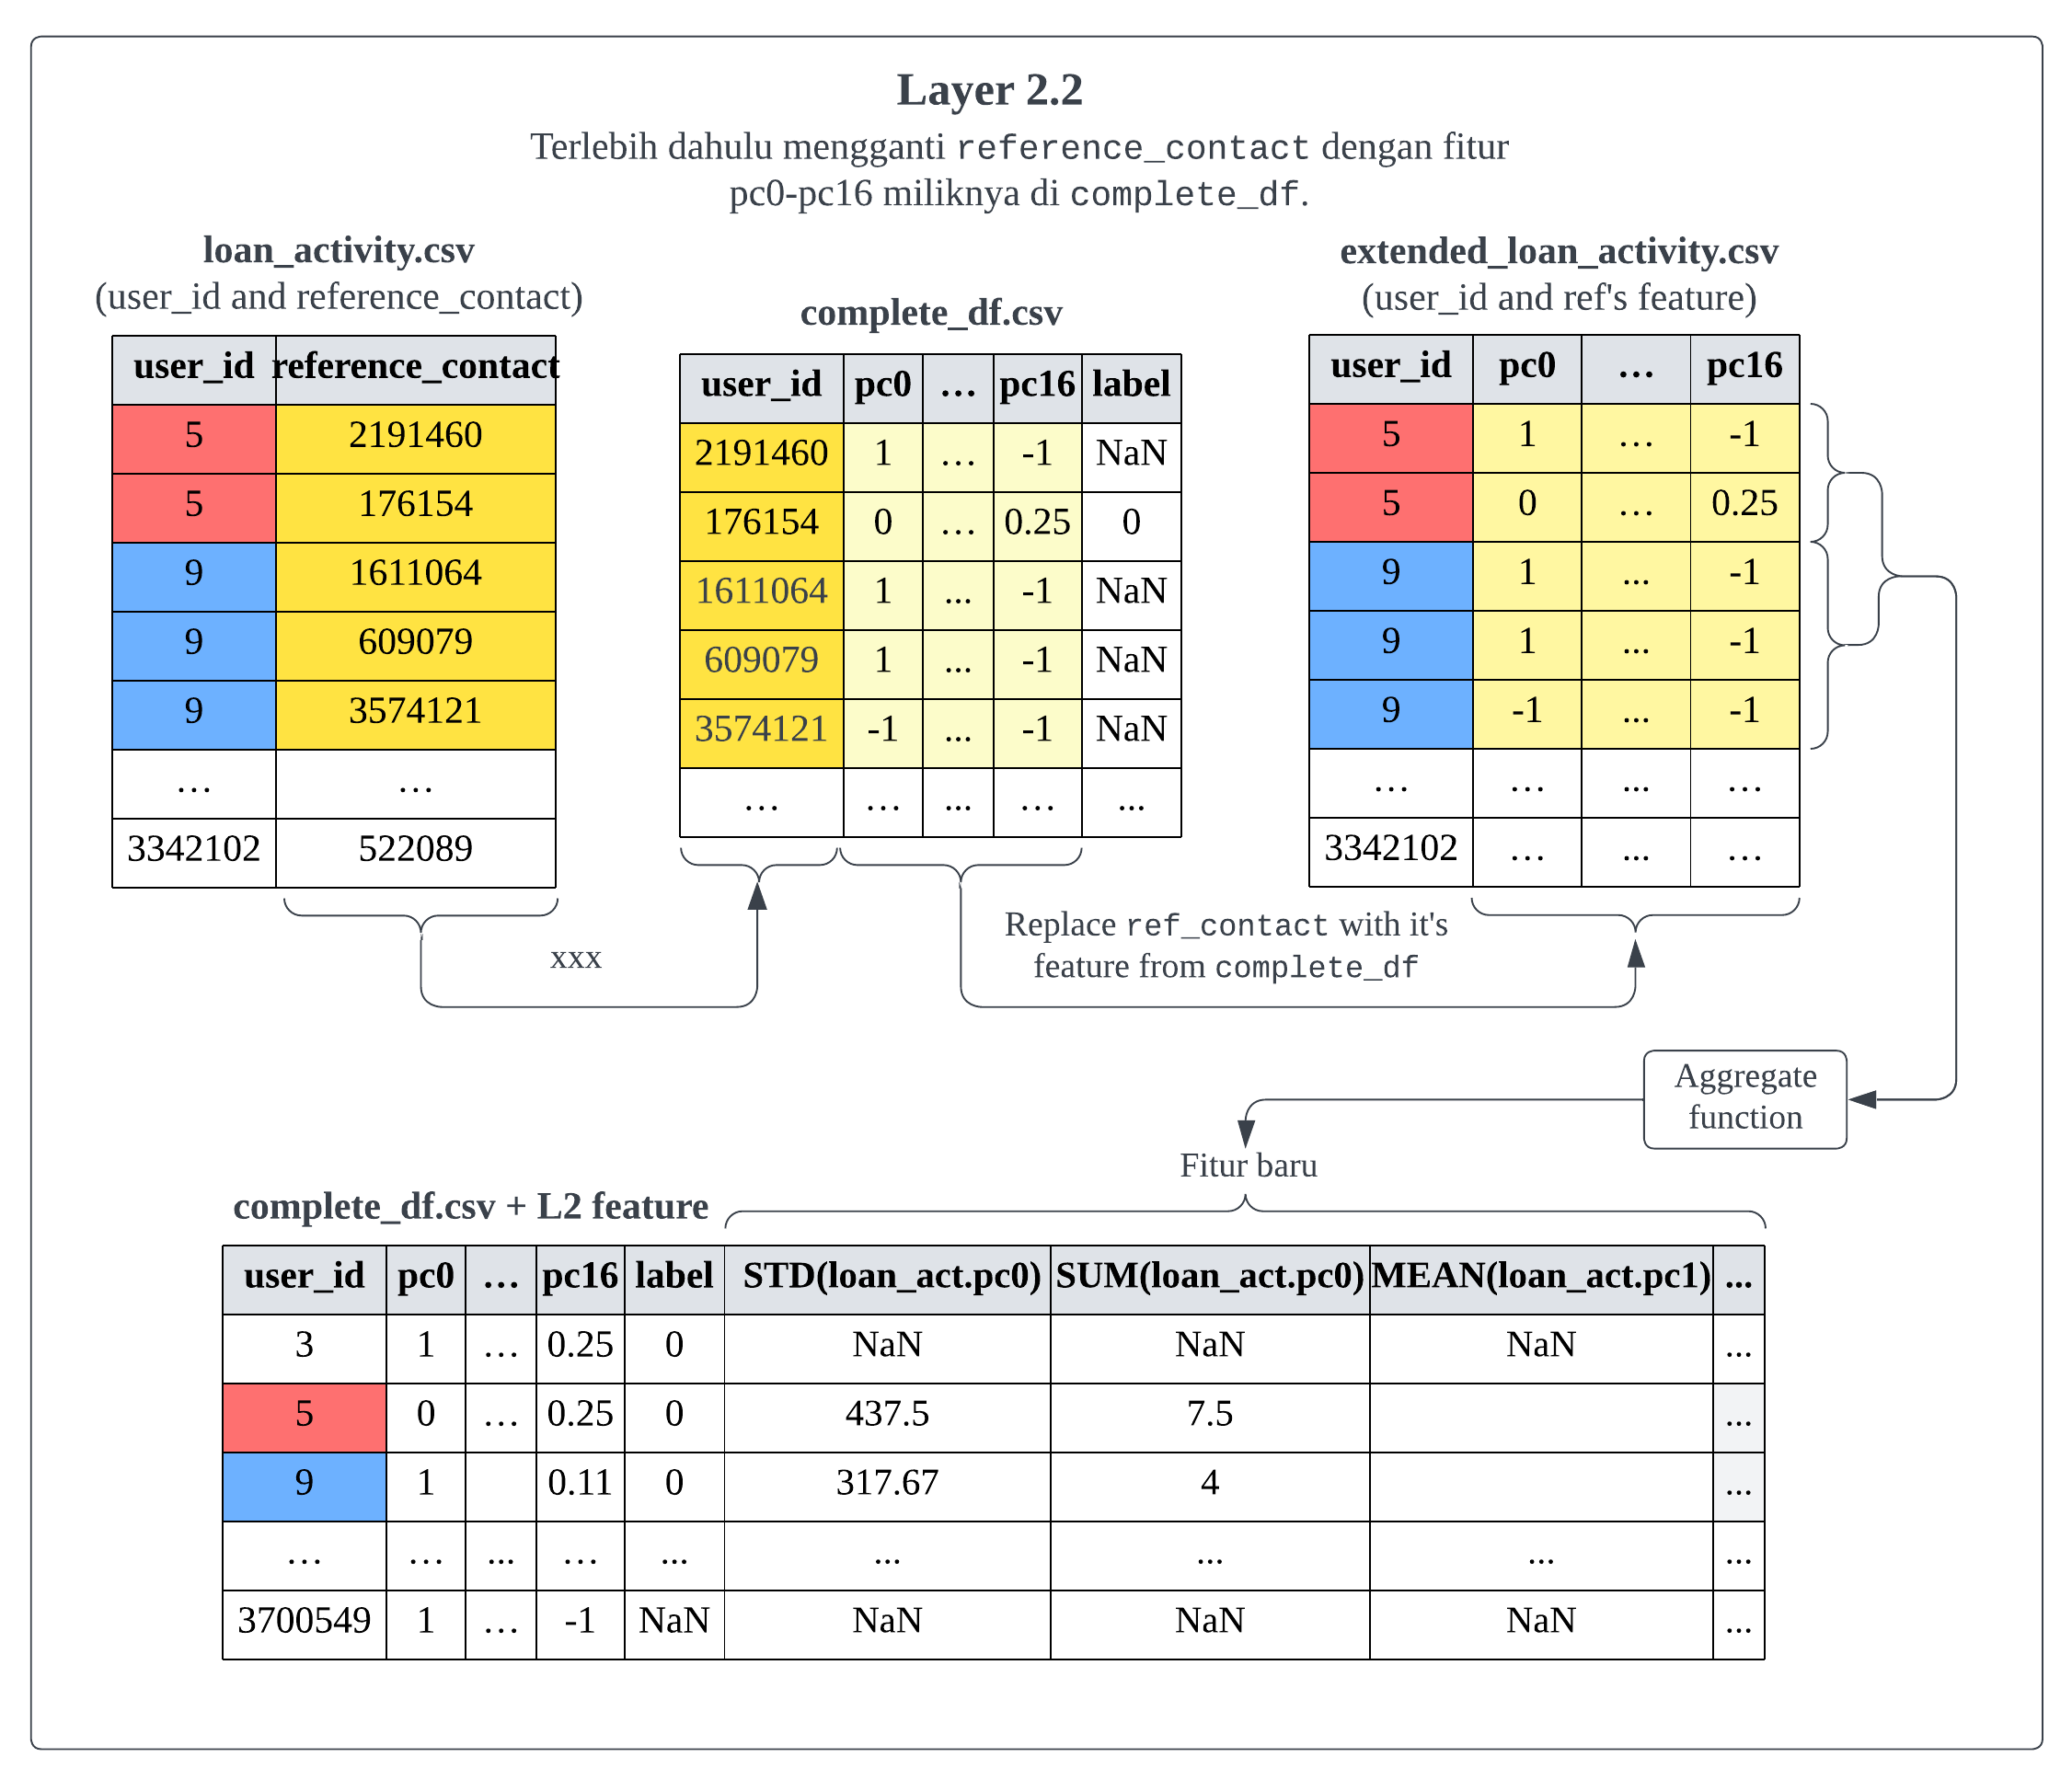 Layer 2.2
Terlebih dahulu mengganti reference_contact dengan fitur
pc0-pc16 miliknya di complete_df.
loan_activity.csv
(user_id and reference_contact)
user_id reference_contact
5 2191460
5 176154
9 1611064
9 609079
9 3574121
… …
3342102 522089
xxx
complete_df.csv
user_id pc0 … pc16 label
2191460 1 … -1 NaN
176154 0 … 0.25 0
1611064 1 ... -1 NaN
609079 1 ... -1 NaN
3574121 -1 ... -1 NaN
… … ... … ...
Replace ref_contact with it's
feature from complete_df
extended_loan_activity.csv
(user_id and ref's feature)
user_id pc0 … pc16
5 1 … -1
5 0 … 0.25
9 1 ... -1
9 1 ... -1
9 -1 ... -1
… … ... …
3342102 … ... …
Aggregate
function
Fitur baru
complete_df.csv + L2 feature
user_id pc0 … pc16 label STD(loan_act.pc0) SUM(loan_act.pc0) MEAN(loan_act.pc1) ...
3 1 … 0.25 0 NaN NaN NaN ...
5 0 … 0.25 0 437.5 7.5 ...
9 1 0.11 0 317.67 4 ...
… … ... … ... ... ... ... ...
3700549 1 … -1 NaN NaN NaN NaN ...